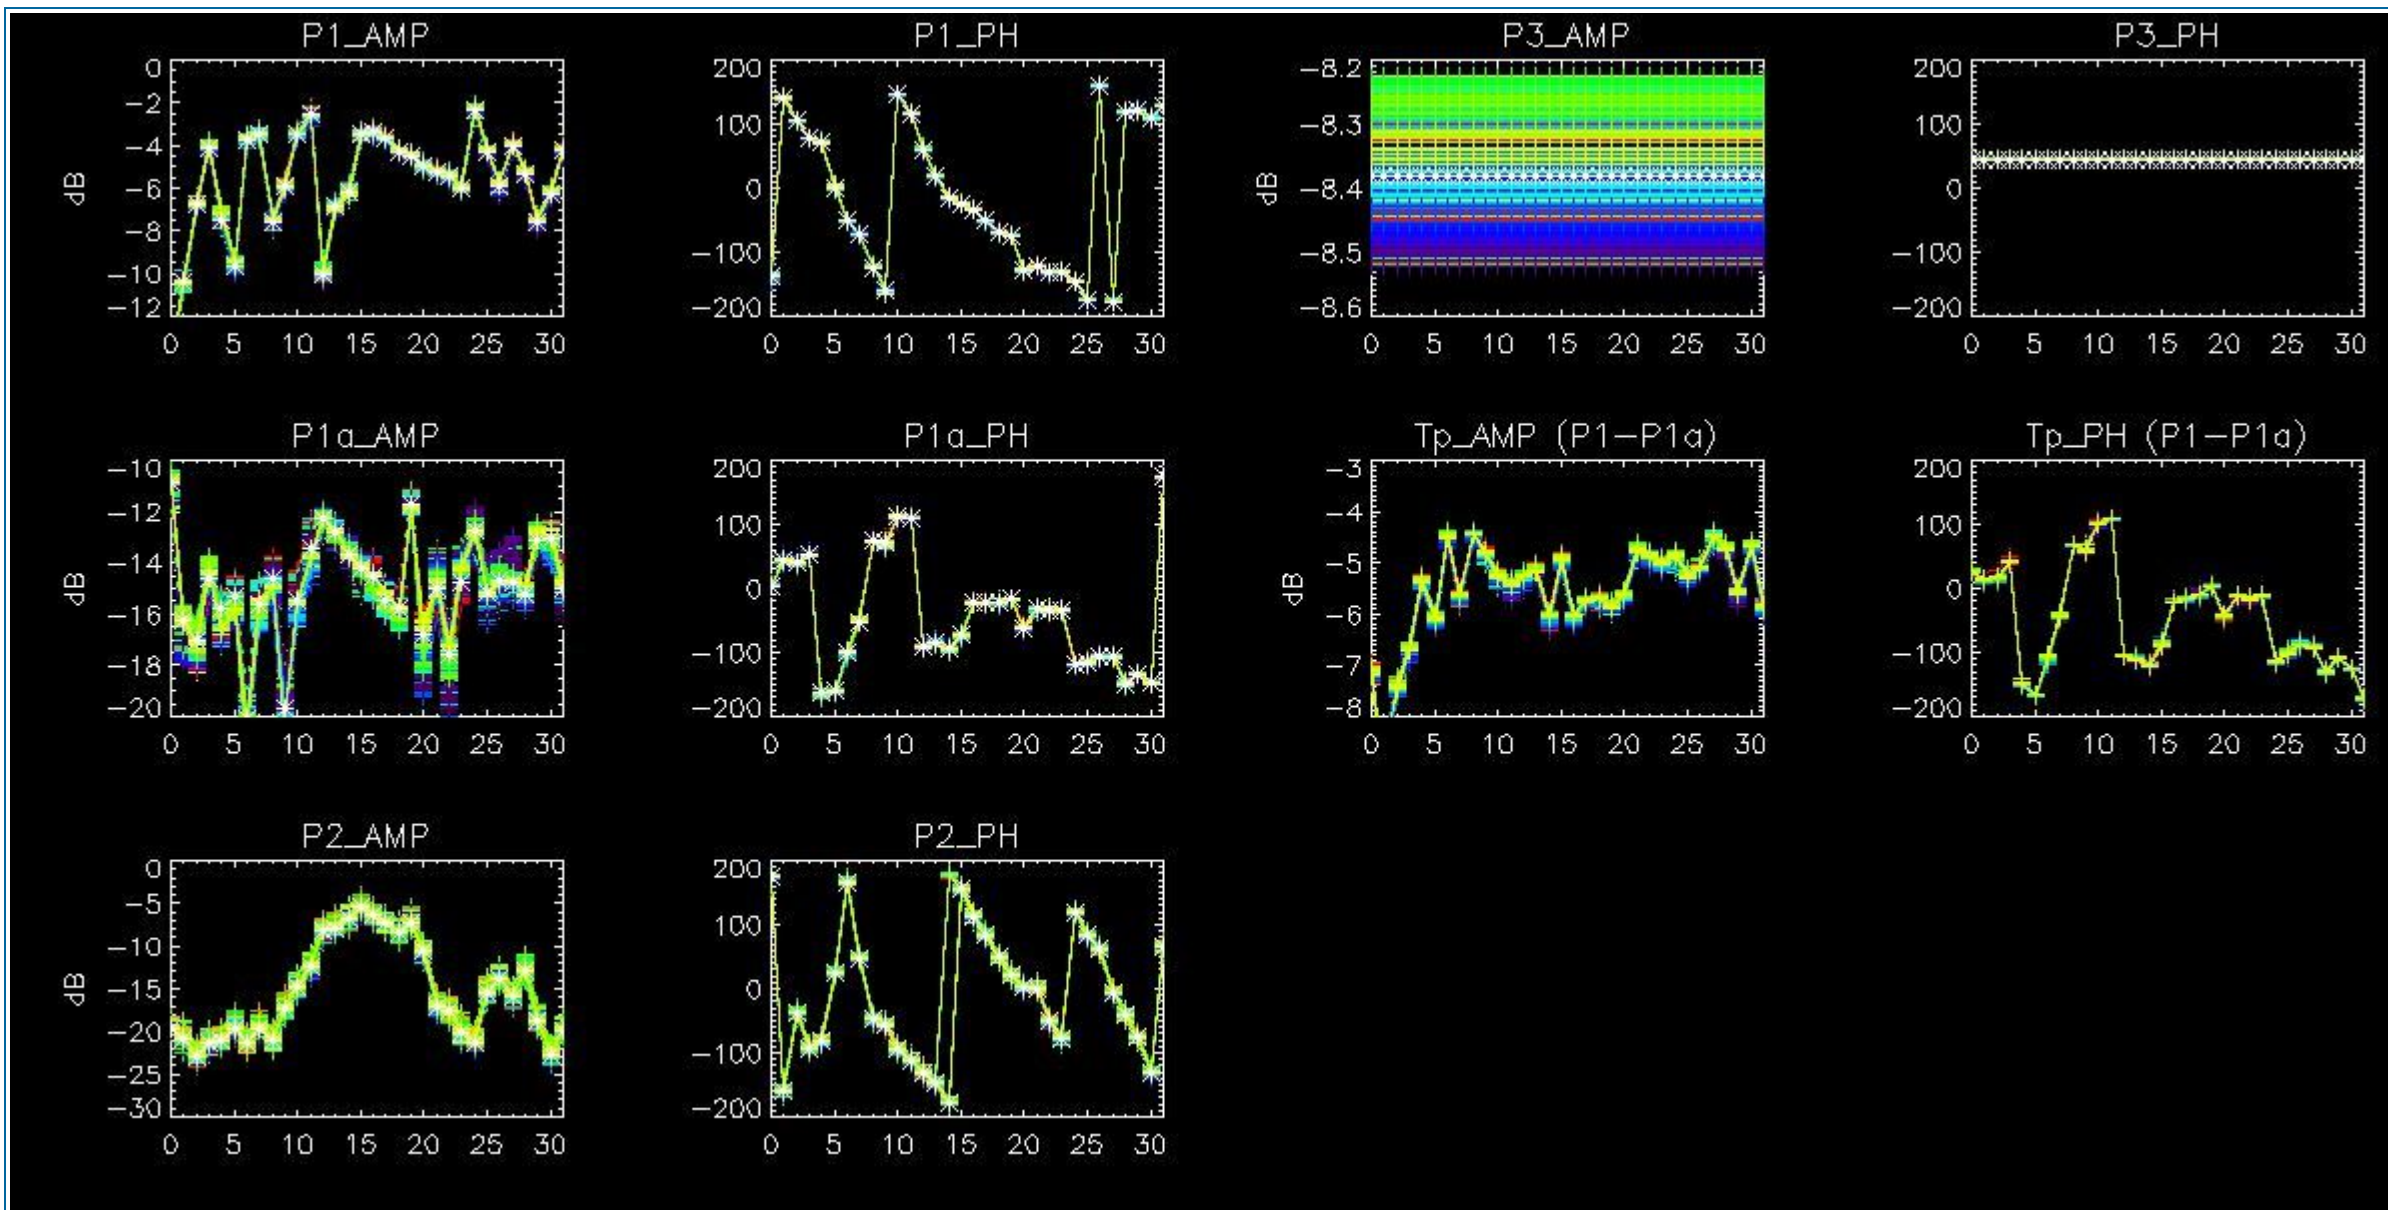 P1_AMP
0
−2
−4
−6
−8
−10
−12
dB
0 5 10 15 20 25 30
P1_PH
200
100
0
−100
−200
0 5 10 15 20 25 30
P3_AMP
−8.2
−8.3
−8.4
−8.5
−8.6
dB
0 5 10 15 20 25 30
P3_PH
200
100
0
−100
−200
0 5 10 15 20 25 30
P1a_AMP
−10
−12
−14
−16
−18
−20
dB
0 5 10 15 20 25 30
P1a_PH
200
100
0
−100
−200
0 5 10 15 20 25 30
Tp_AMP (P1−P1a)
−3
−4
−5
−6
−7
−8
dB
0 5 10 15 20 25 30
Tp_PH (P1−P1a)
200
100
0
−100
−200
0 5 10 15 20 25 30
P2_AMP
0
−5
−10
−15
−20
−25
−30
dB
0 5 10 15 20 25 30
P2_PH
200
100
0
−100
−200
0 5 10 15 20 25 30